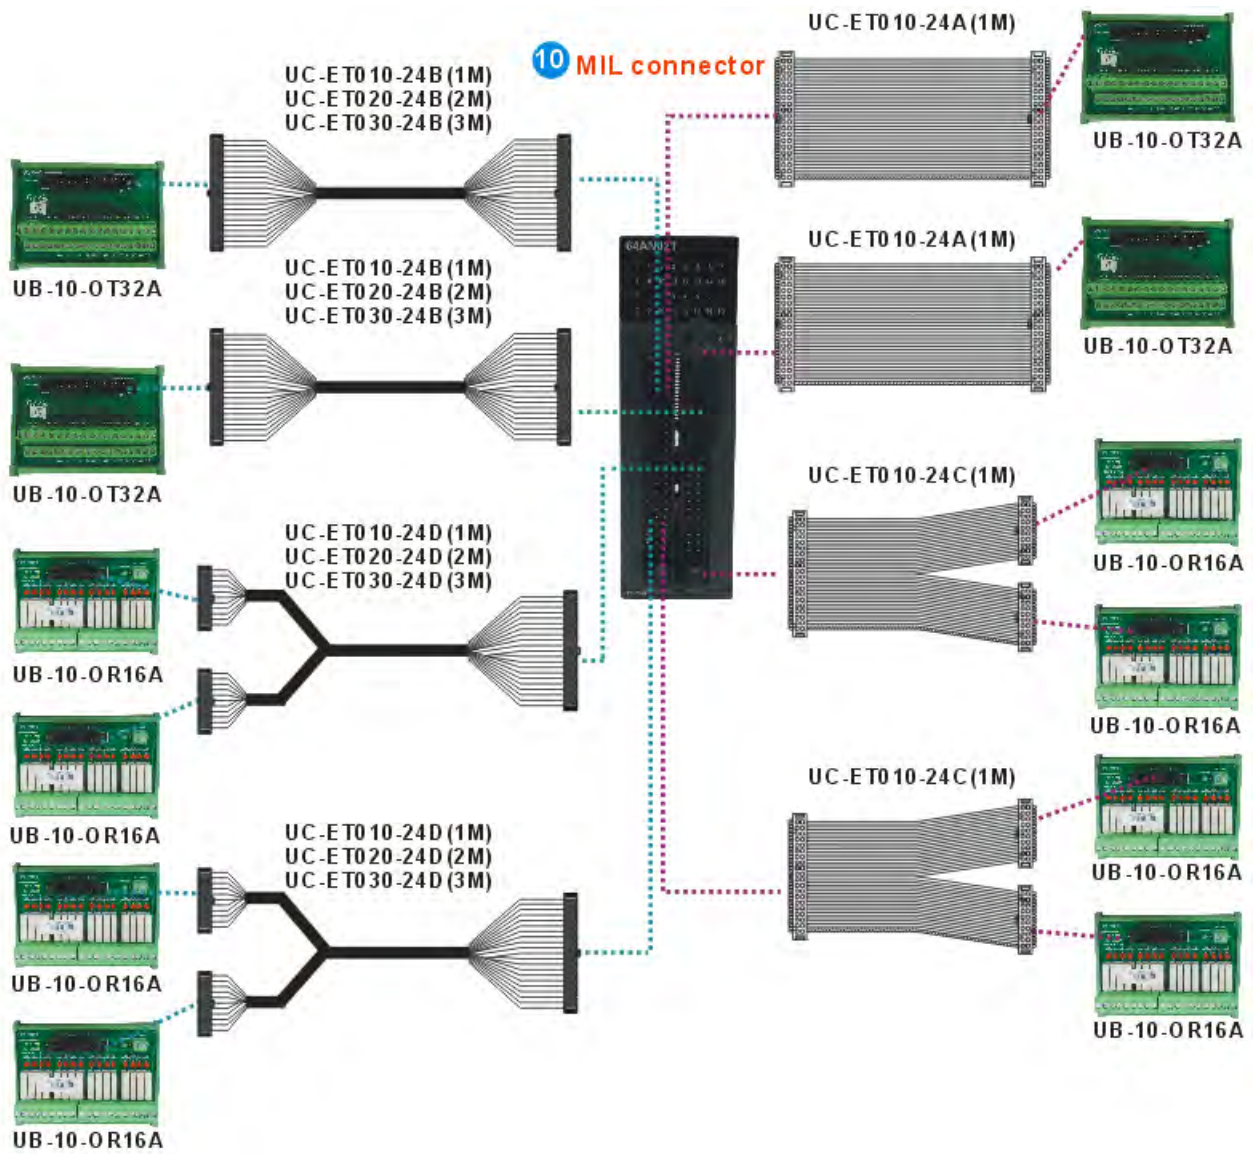 UC-ET010-24A(1M)
10 MIL connector
UC-ET010-24B(1M)
UC-ET020-24B(2M)
UC-ET030-24B(3M)
UB-10-OT32A
UB-10-OT32A
UC-ET010-24A(1M)
64AN02T
UC-ET010-24B(1M)
UC-ET020-24B(2M)
UC-ET030-24B(3M)
UB-10-OT32A
UB-10-OT32A
UC-ET010-24C(1M)
UB-10-OT32A
UC-ET010-24D(1M)
UC-ET020-24D(2M)
UC-ET030-24D(3M)
UB-10-OR16A
UB-10-OR16A
UB-10-OR16A
UC-ET010-24C(1M)
UB-10-OR16A
UC-ET010-24D(1M)
UC-ET020-24D(2M)
UC-ET030-24D(3M)
UB-10-OR16A
UB-10-OR16A
UB-10-OR16A
UB-10-OR16A